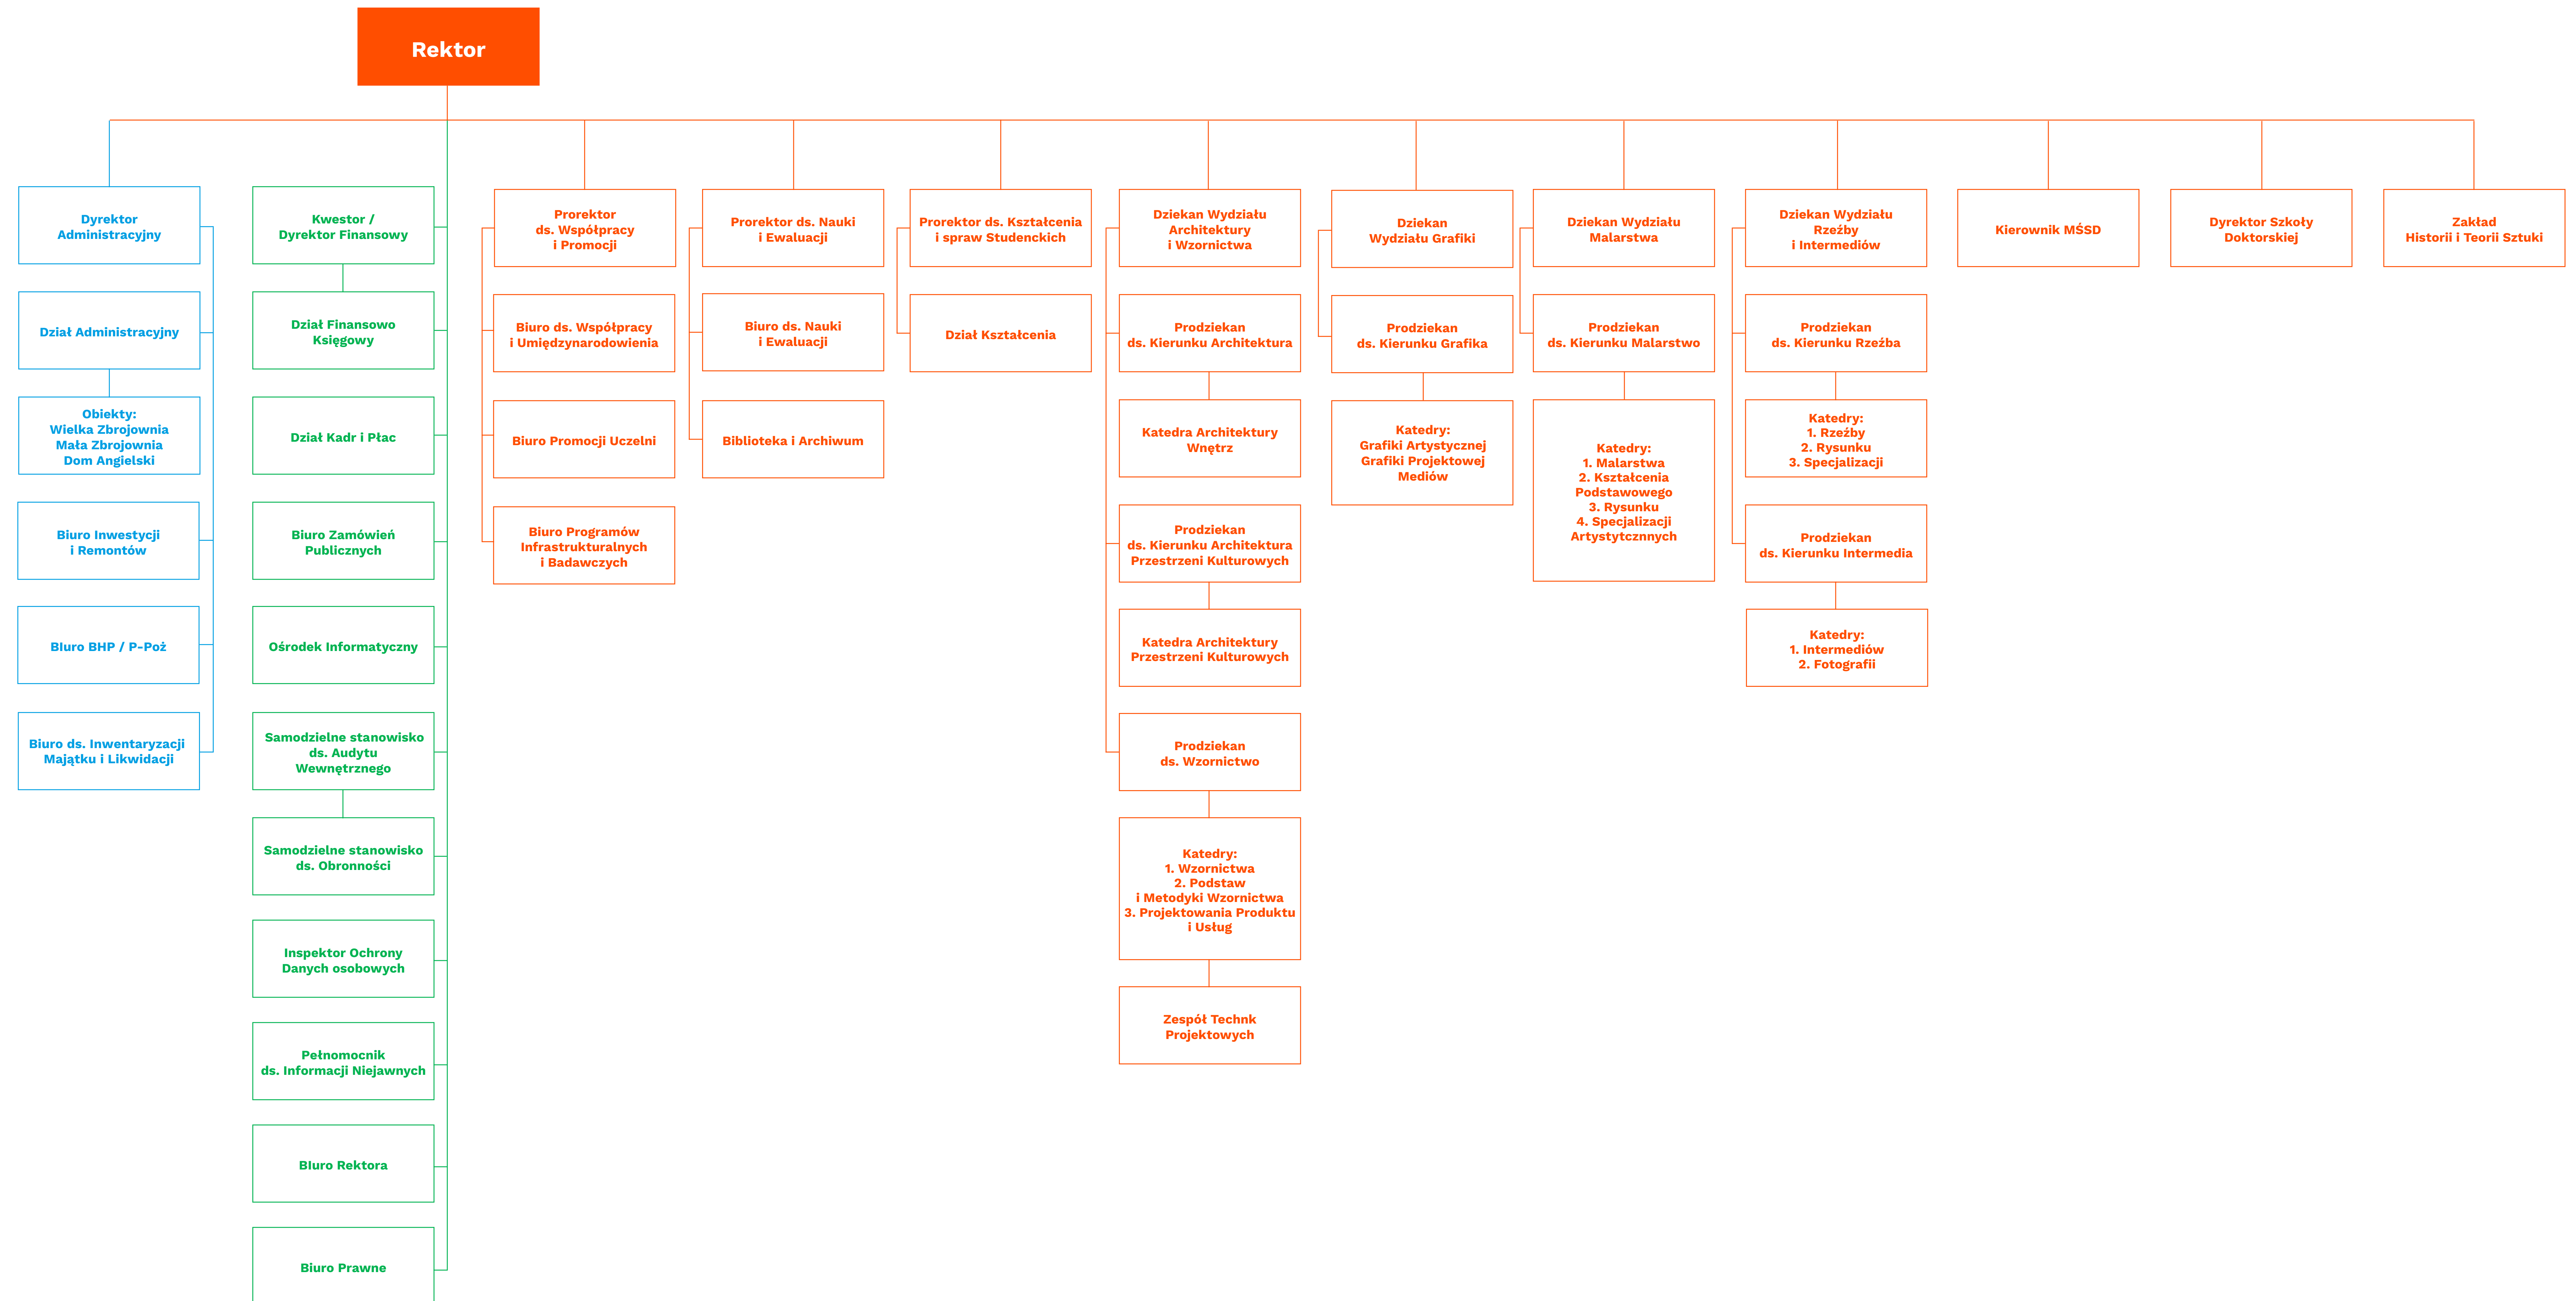 Rektor
Dyrektor
Administracyjny
Dział Administracyjny
Obiekty:
Wielka Zbrojownia
Mała Zbrojownia
Dom Angielski
Biuro Inwestycji
i Remontów
BIuro BHP / P-Poż
Biuro ds. Inwentaryzacji
Majątku i Likwidacji
Kwestor /
Dyrektor Finansowy
Dział Finansowo
Księgowy
Dział Kadr i Płac
Biuro Zamówień
Publicznych
Ośrodek Informatyczny
Samodzielne stanowisko
ds. Audytu
Wewnętrznego
Samodzielne stanowisko
ds. Obronności
Inspektor Ochrony
Danych osobowych
Pełnomocnik
ds. Informacji Niejawnych
BIuro Rektora
Biuro Prawne
Prorektor
ds. Współpracy
i Promocji
Biuro ds. Współpracy
i Umiędzynarodowienia
Biuro Promocji Uczelni
Biuro Programów
Infrastrukturalnych
i Badawczych
Prorektor ds. Nauki
i Ewaluacji
Biuro ds. Nauki
i Ewaluacji
Biblioteka i Archiwum
Prorektor ds. Kształcenia
i spraw Studenckich
Dział Kształcenia
Dziekan Wydziału
Architektury
i Wzornictwa
Prodziekan
ds. Kierunku Architektura
Katedra Architektury
Wnętrz
Prodziekan
ds. Kierunku Architektura
Przestrzeni Kulturowych
Katedra Architektury
Przestrzeni Kulturowych
Prodziekan
ds. Wzornictwo
Katedry:
1. Wzornictwa
2. Podstaw
i Metodyki Wzornictwa
3. Projektowania Produktu
i Usług
Zespół Technk
Projektowych
Dziekan
Wydziału Grafiki
Prodziekan
ds. Kierunku Grafika
Katedry:
Grafiki Artystycznej
Grafiki Projektowej
Mediów
Dziekan Wydziału
Malarstwa
Prodziekan
ds. Kierunku Malarstwo
Katedry:
1. Malarstwa
2. Kształcenia
Podstawowego
3. Rysunku
4. Specjalizacji
Artystytcznnych
Dziekan Wydziału
Rzeźby
i Intermediów
Prodziekan
ds. Kierunku Rzeźba
Katedry:
1. Rzeźby
2. Rysunku
3. Specjalizacji
Prodziekan
ds. Kierunku Intermedia
Katedry:
1. Intermediów
2. Fotografii
Kierownik MŚSD
Dyrektor Szkoły
Doktorskiej
Zakład
Historii i Teorii Sztuki